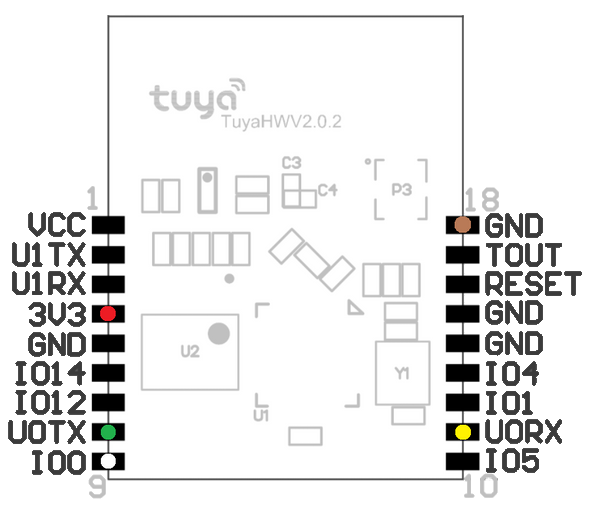 tuya
TuyaHWV2.0.2
C3
C4
P3
1
18
VCC
GND
U1TX
TOUT
U1RX
RESET
3V3
GND
GND
GND
IO14
IO4
IO12
IO1
U0TX
U0RX
IO0
IO5
U2
Y1
U1
9
10